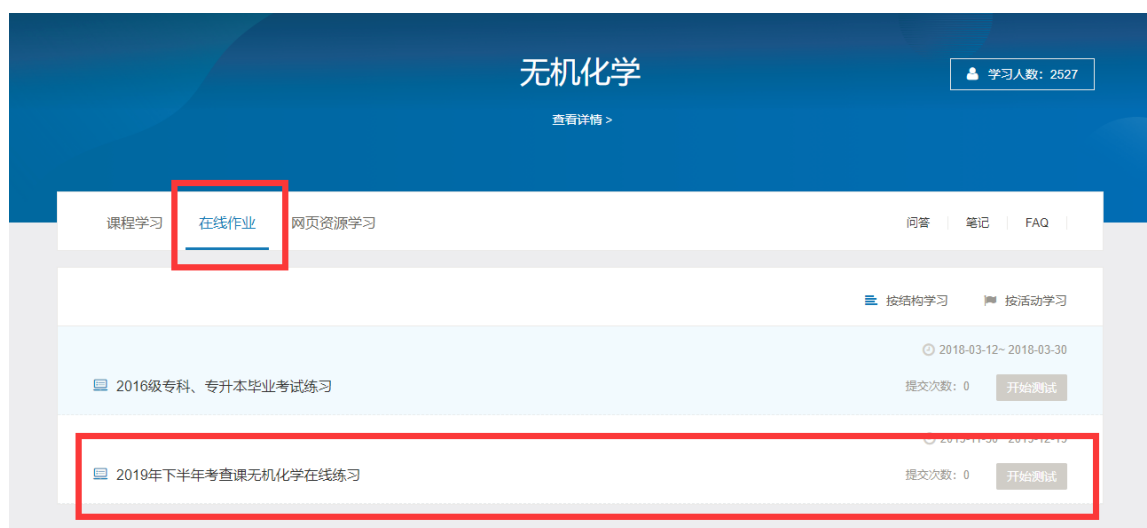 无机化学
学习人数：2527
查看详情 >
课程学习 在线作业 网页资源学习 问答 笔记 FAQ
按结构学习 按活动学习
2018-03-12~ 2018-03-30
2016级专科、专升本毕业考试练习 提交次数：0 开始测试
2019年下半年考查课无机化学在线练习 提交次数：0 开始测试